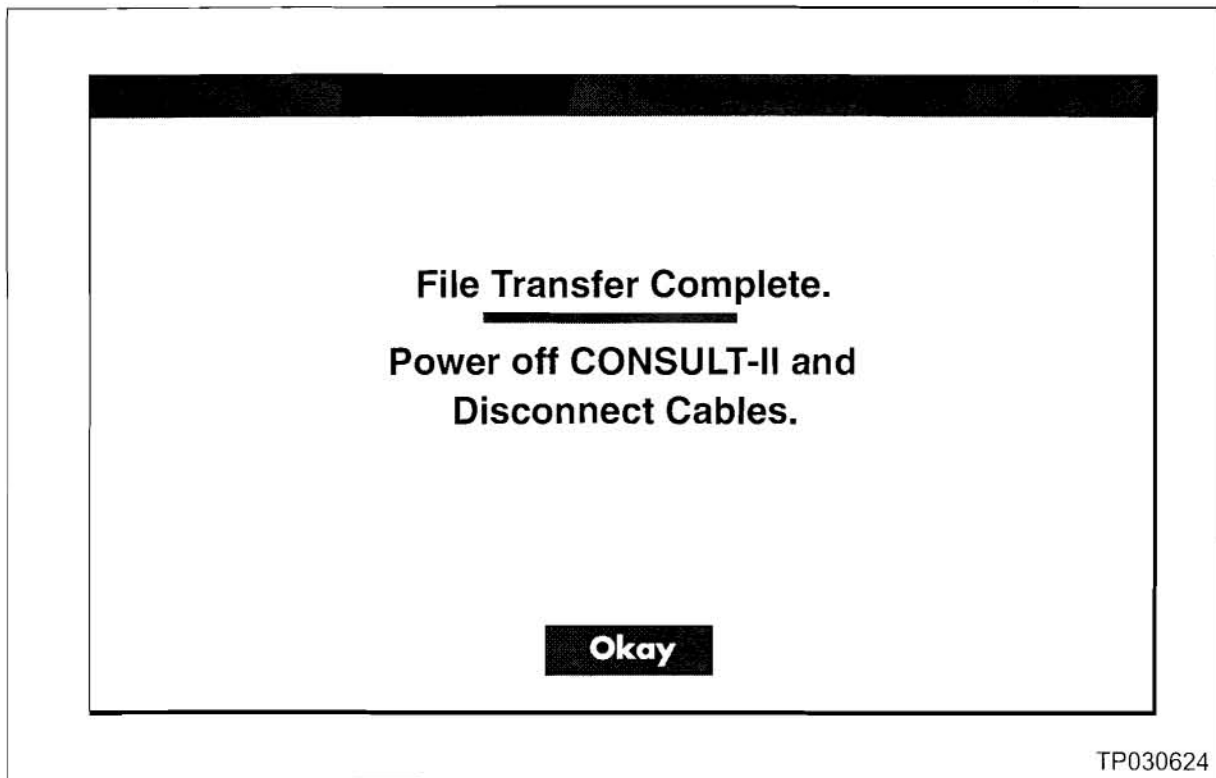 File Transfer Complete.
Power off CONSULT-II and
Disconnect Cables.
Okay
TP030624